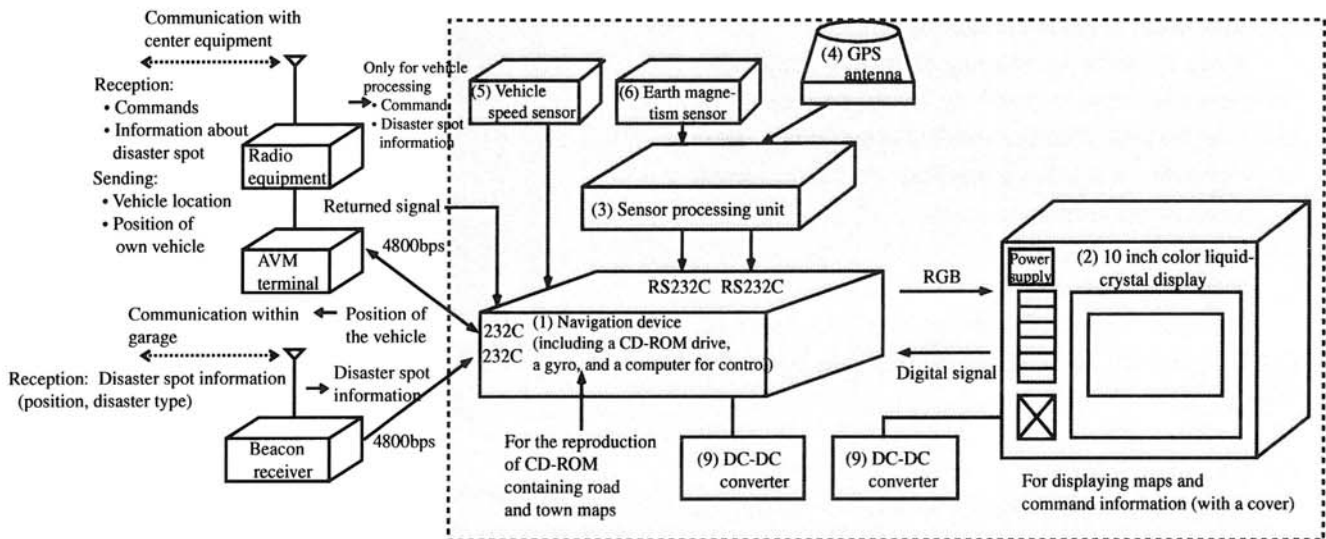 Communication with
center equipment
Reception:
• Commands
• Information about
disaster spot
Sending:
• Vehicle location
• Position of
own vehicle
Only for vehicle
processing
• Command
• Disaster spot
information
Radio
equipment
Returned signal
AVM
terminal
4800bps
Communication within
garage
Position of
the vehicle
Reception: Disaster spot information
(position, disaster type)
Disaster spot
information
Beacon
receiver
4800bps
(5) Vehicle
speed sensor
(6) Earth magne-
tism sensor
(4) GPS
antenna
(3) Sensor processing unit
RS232C RS232C
232C
232C
(1) Navigation device
(including a CD-ROM drive,
a gyro, and a computer for control)
For the reproduction
of CD-ROM
containing road
and town maps
(9) DC-DC
converter
(9) DC-DC
converter
RGB
Digital signal
Power
supply
(2) 10 inch color liquid-
crystal display
For displaying maps and
command information (with a cover)